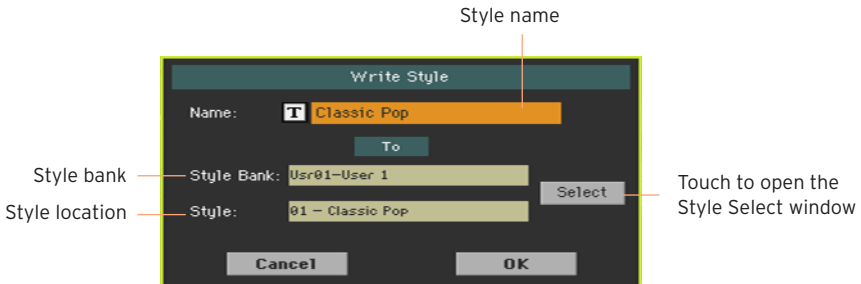 Style name
Write Style
Name: T Classic Pop
To
Style bank
Style Bank: Usr01-User 1
Select
Touch to open the
Style Select window
Style location
Style: 01 - Classic Pop
Cancel OK